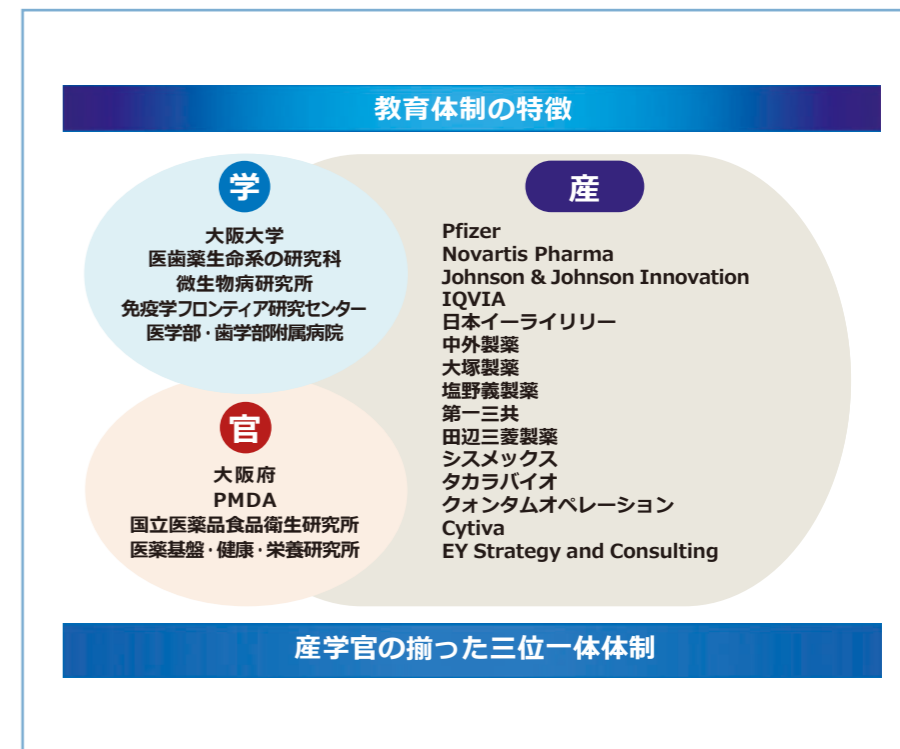 教育体制の特徴
学
大阪大学
医歯薬生命系の研究科
微生物病研究所
免疫学フロンティア研究センター
医学部・歯学部附属病院
官
大阪府
PMDA
国立医薬品食品衛生研究所
医薬基盤・健康・栄養研究所
産
Pfizer
Novartis Pharma
Johnson & Johnson Innovation
IQVIA
日本イーライリリー
中外製薬
大塚製薬
塩野義製薬
第一三共
田辺三菱製薬
シスメックス
タカラバイオ
クォンタムオペレーション
Cytiva
EY Strategy and Consulting
産学官の揃った三位一体体制